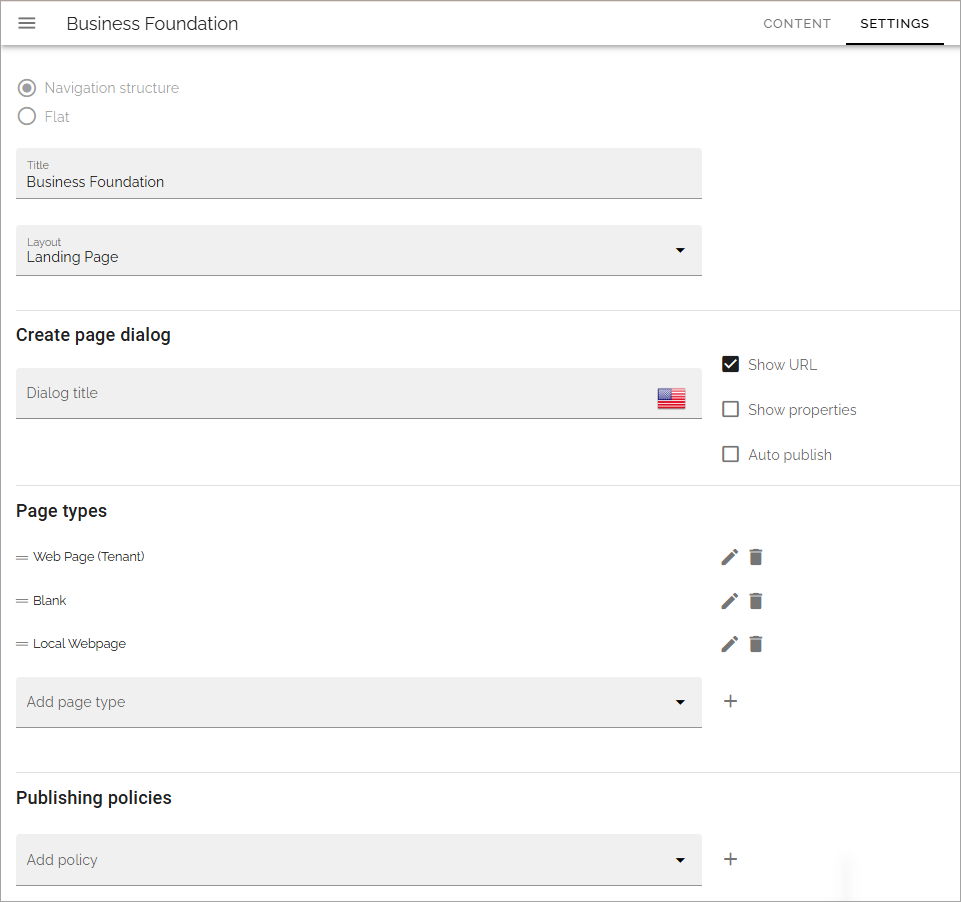 Business Foundation
CONTENT
SETTINGS
Navigation structure
Flat
Title
Business Foundation
Layout
Landing Page
Create page dialog
Dialog title
Show URL
Show properties
Auto publish
Page types
Web Page (Tenant)
Blank
Local Webpage
Add page type
Publishing policies
Add policy